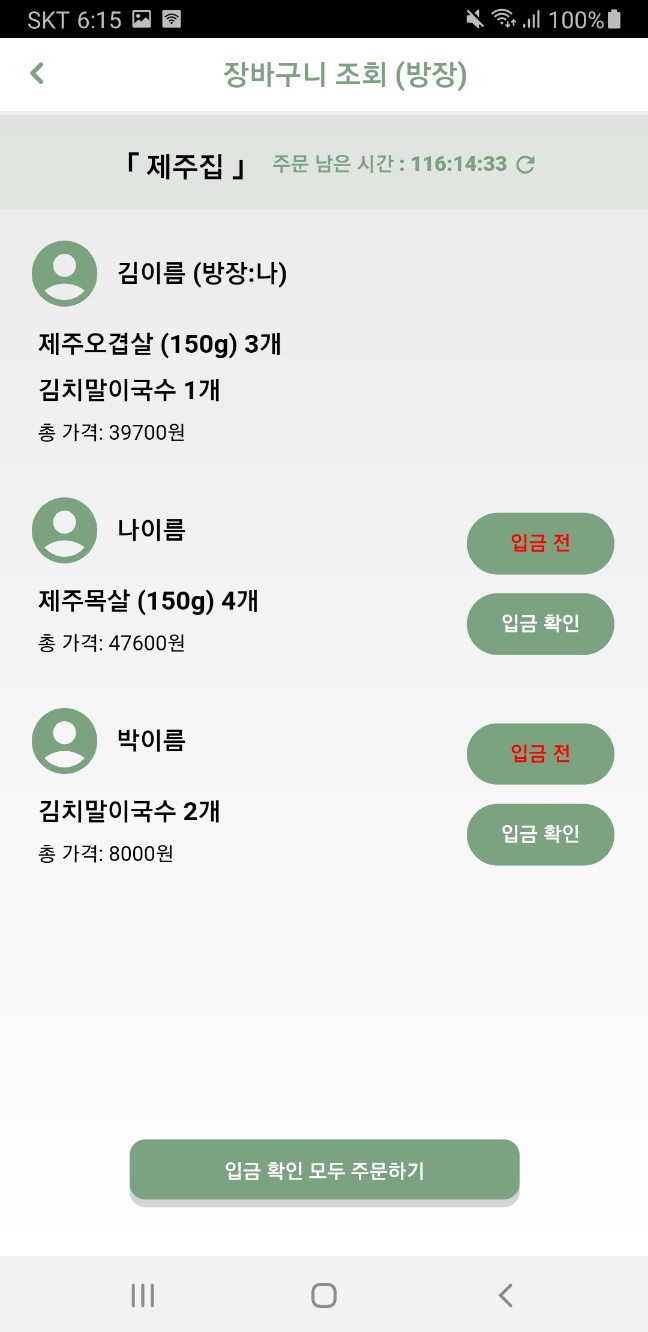 SKT 6:15 100%
장바구니 조회 (방장)
「 제주집 」 주문 남은 시간 : 116:14:33
김이름 (방장:나)
제주오겹살 (150g) 3개
김치말이국수 1개
총 가격: 39700원
나이름
입금 전
제주목살 (150g) 4개
입금 확인
총 가격: 47600원
박이름
입금 전
김치말이국수 2개
입금 확인
총 가격: 8000원
입금 확인 모두 주문하기